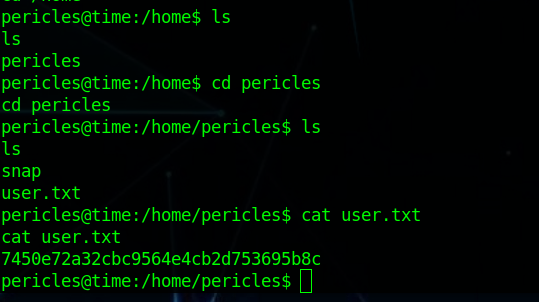 pericles@time:/home$ ls
ls
pericles
pericles@time:/home$ cd pericles
cd pericles
pericles@time:/home/pericles$ ls
ls
snap
user.txt
pericles@time:/home/pericles$ cat user.txt
cat user.txt
7450e72a32cbc9564e4cb2d753695b8c
pericles@time:/home/pericles$